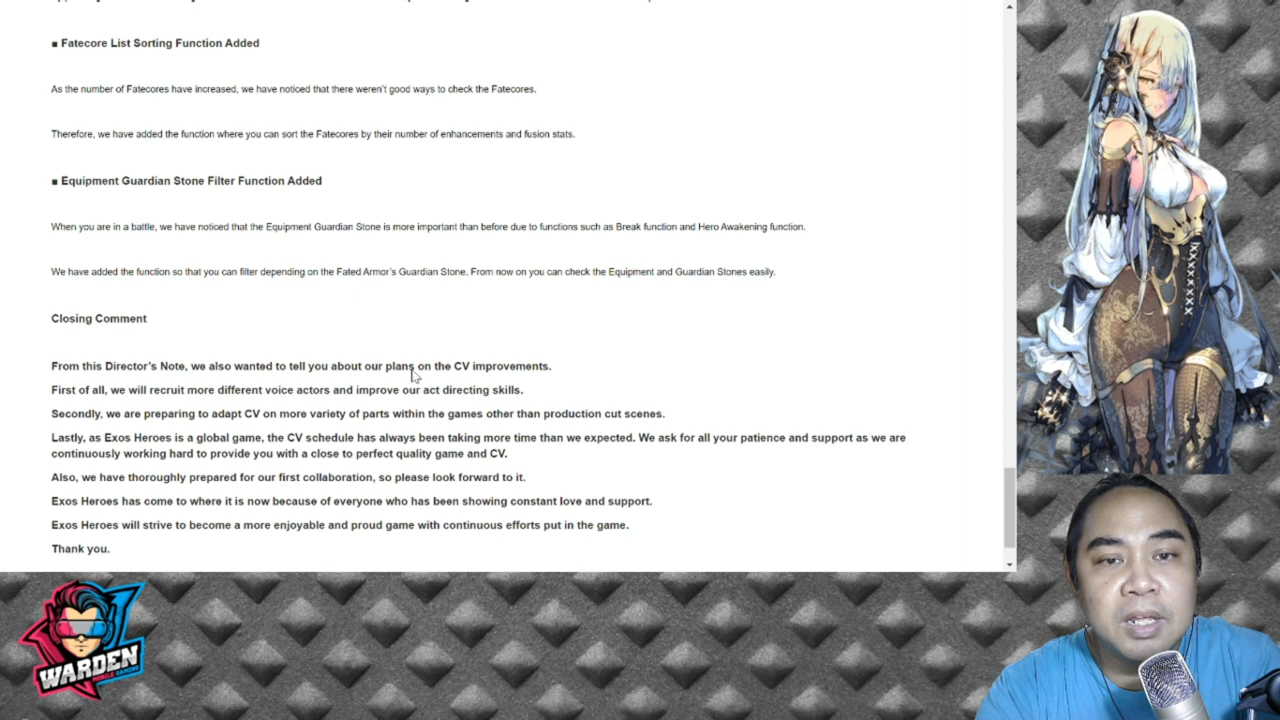 ■ Fatecore List Sorting Function Added
As the number of Fatecores have increased, we have noticed that there weren't good ways to check the Fatecores.
Therefore, we have added the function where you can sort the Fatecores by their number of enhancements and fusion stats.
■ Equipment Guardian Stone Filter Function Added
When you are in a battle, we have noticed that the Equipment Guardian Stone is more important than before due to functions such as Break function and Hero Awakening function.
We have added the function so that you can filter depending on the Fated Armor's Guardian Stone. From now on you can check the Equipment and Guardian Stones easily.
Closing Comment
From this Director's Note, we also wanted to tell you about our plans on the CV improvements.
First of all, we will recruit more different voice actors and improve our act directing skills.
Secondly, we are preparing to adapt CV on more variety of parts within the games other than production cut scenes.
Lastly, as Exos Heroes is a global game, the CV schedule has always been taking more time than we expected. We ask for all your patience and support as we are
continuously working hard to provide you with a close to perfect quality game and CV.
Also, we have thoroughly prepared for our first collaboration, so please look forward to it.
Exos Heroes has come to where it is now because of everyone who has been showing constant love and support.
Exos Heroes will strive to become a more enjoyable and proud game with continuous efforts put in the game.
Thank you.
WARDEN
MOBILE GAMING